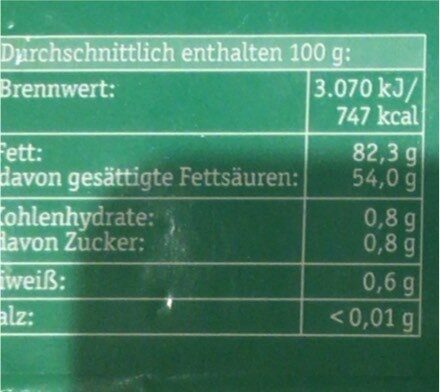 Durchschnittlich enthalten 100 g:
Brennwert: 3.070 kJ/
747 kcal
Fett: 82,3 g
davon gesättigte Fettsäuren: 54,0 g
Kohlenhydrate: 0,8 g
davon Zucker: 0,8 g
iweiß: 0,6 g
alz: < 0,01 g